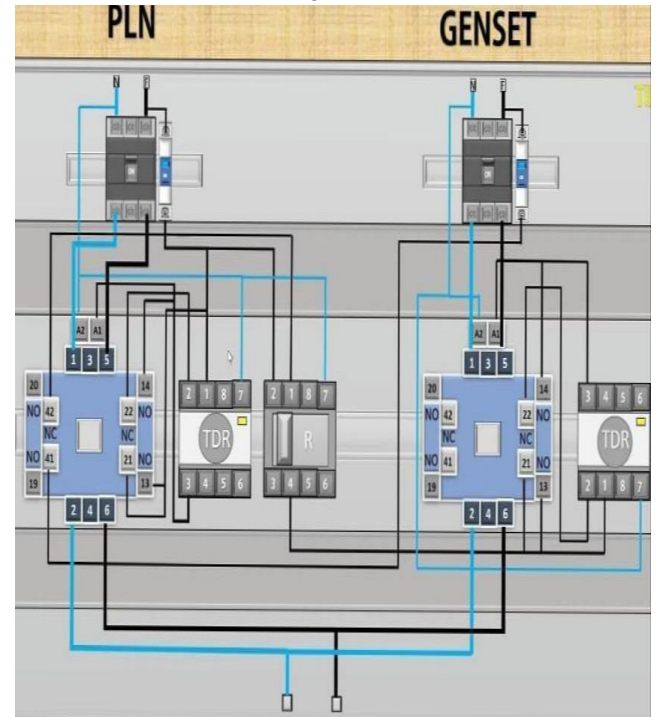 PLN GENSET
N F N F
A2 A1 A2 A1
1 3 5 1 3 5
20 14 20 14
NO 42 22 NO NO 42 22 NO
NC NC NC NC
NO 41 21 NO NO 41 21 NO
19 13 19 13
2 4 6 2 4 6
2 1 8 7
TDR
3 4 5 6
2 1 8 7
R
3 4 5 6
3 4 5 6
TDR
2 1 8 7